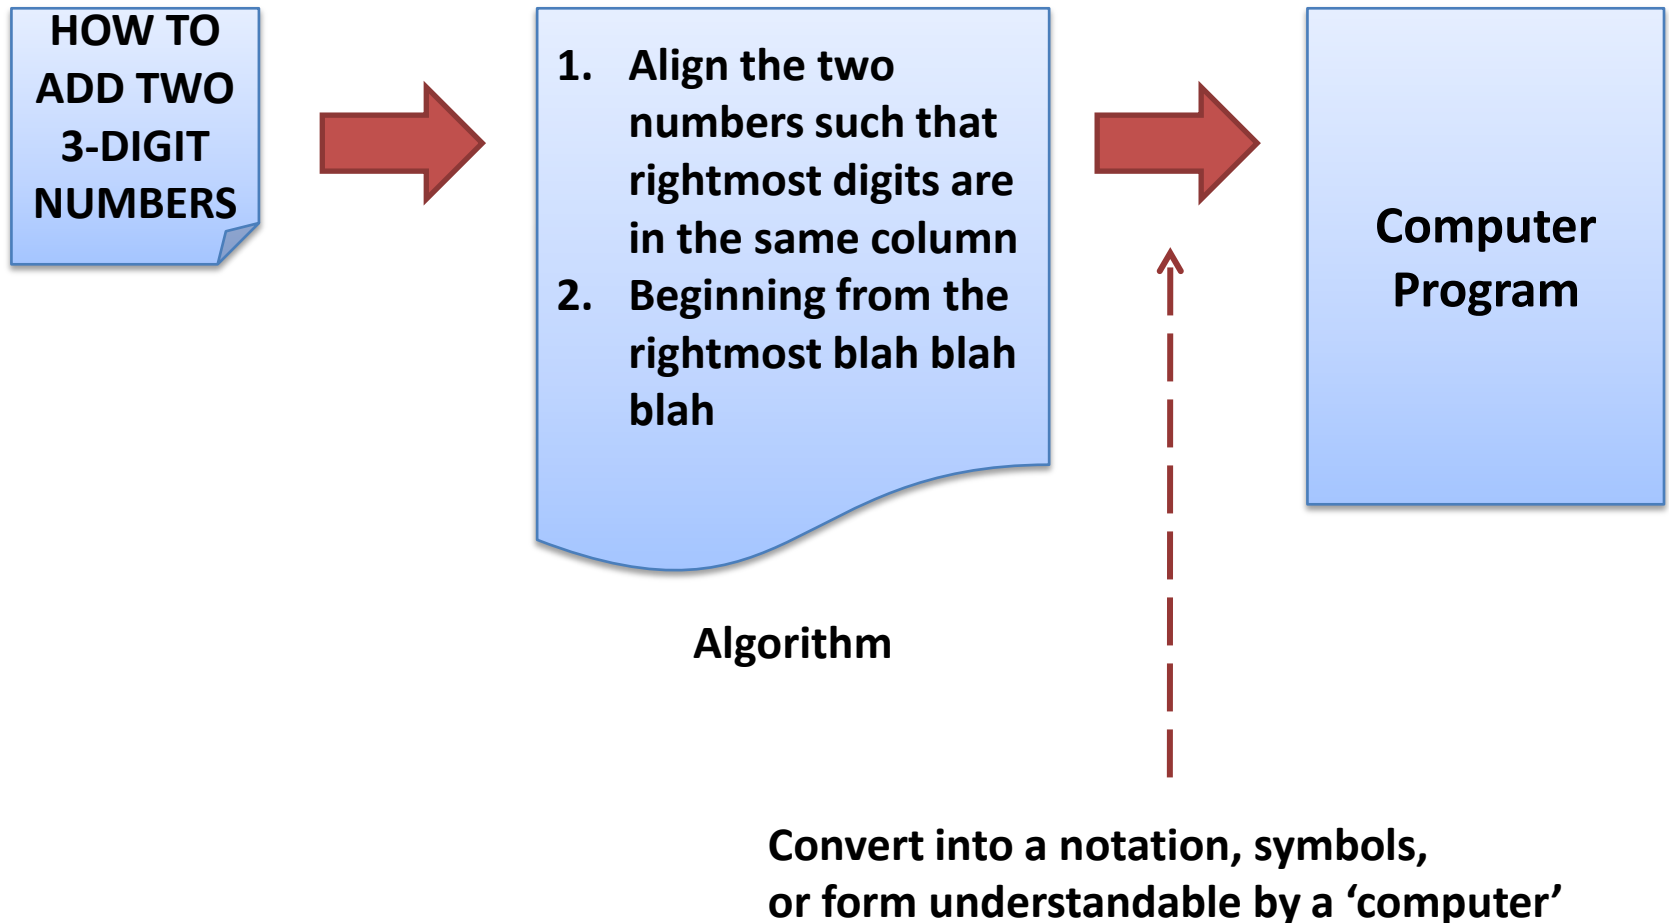 HOW TO
ADD TWO
3-DIGIT
NUMBERS
1. Align the two
numbers such that
rightmost digits are
in the same column
2. Beginning from the
rightmost blah blah
blah
Algorithm
Computer
Program
Convert into a notation, symbols,
or form understandable by a ‘computer’